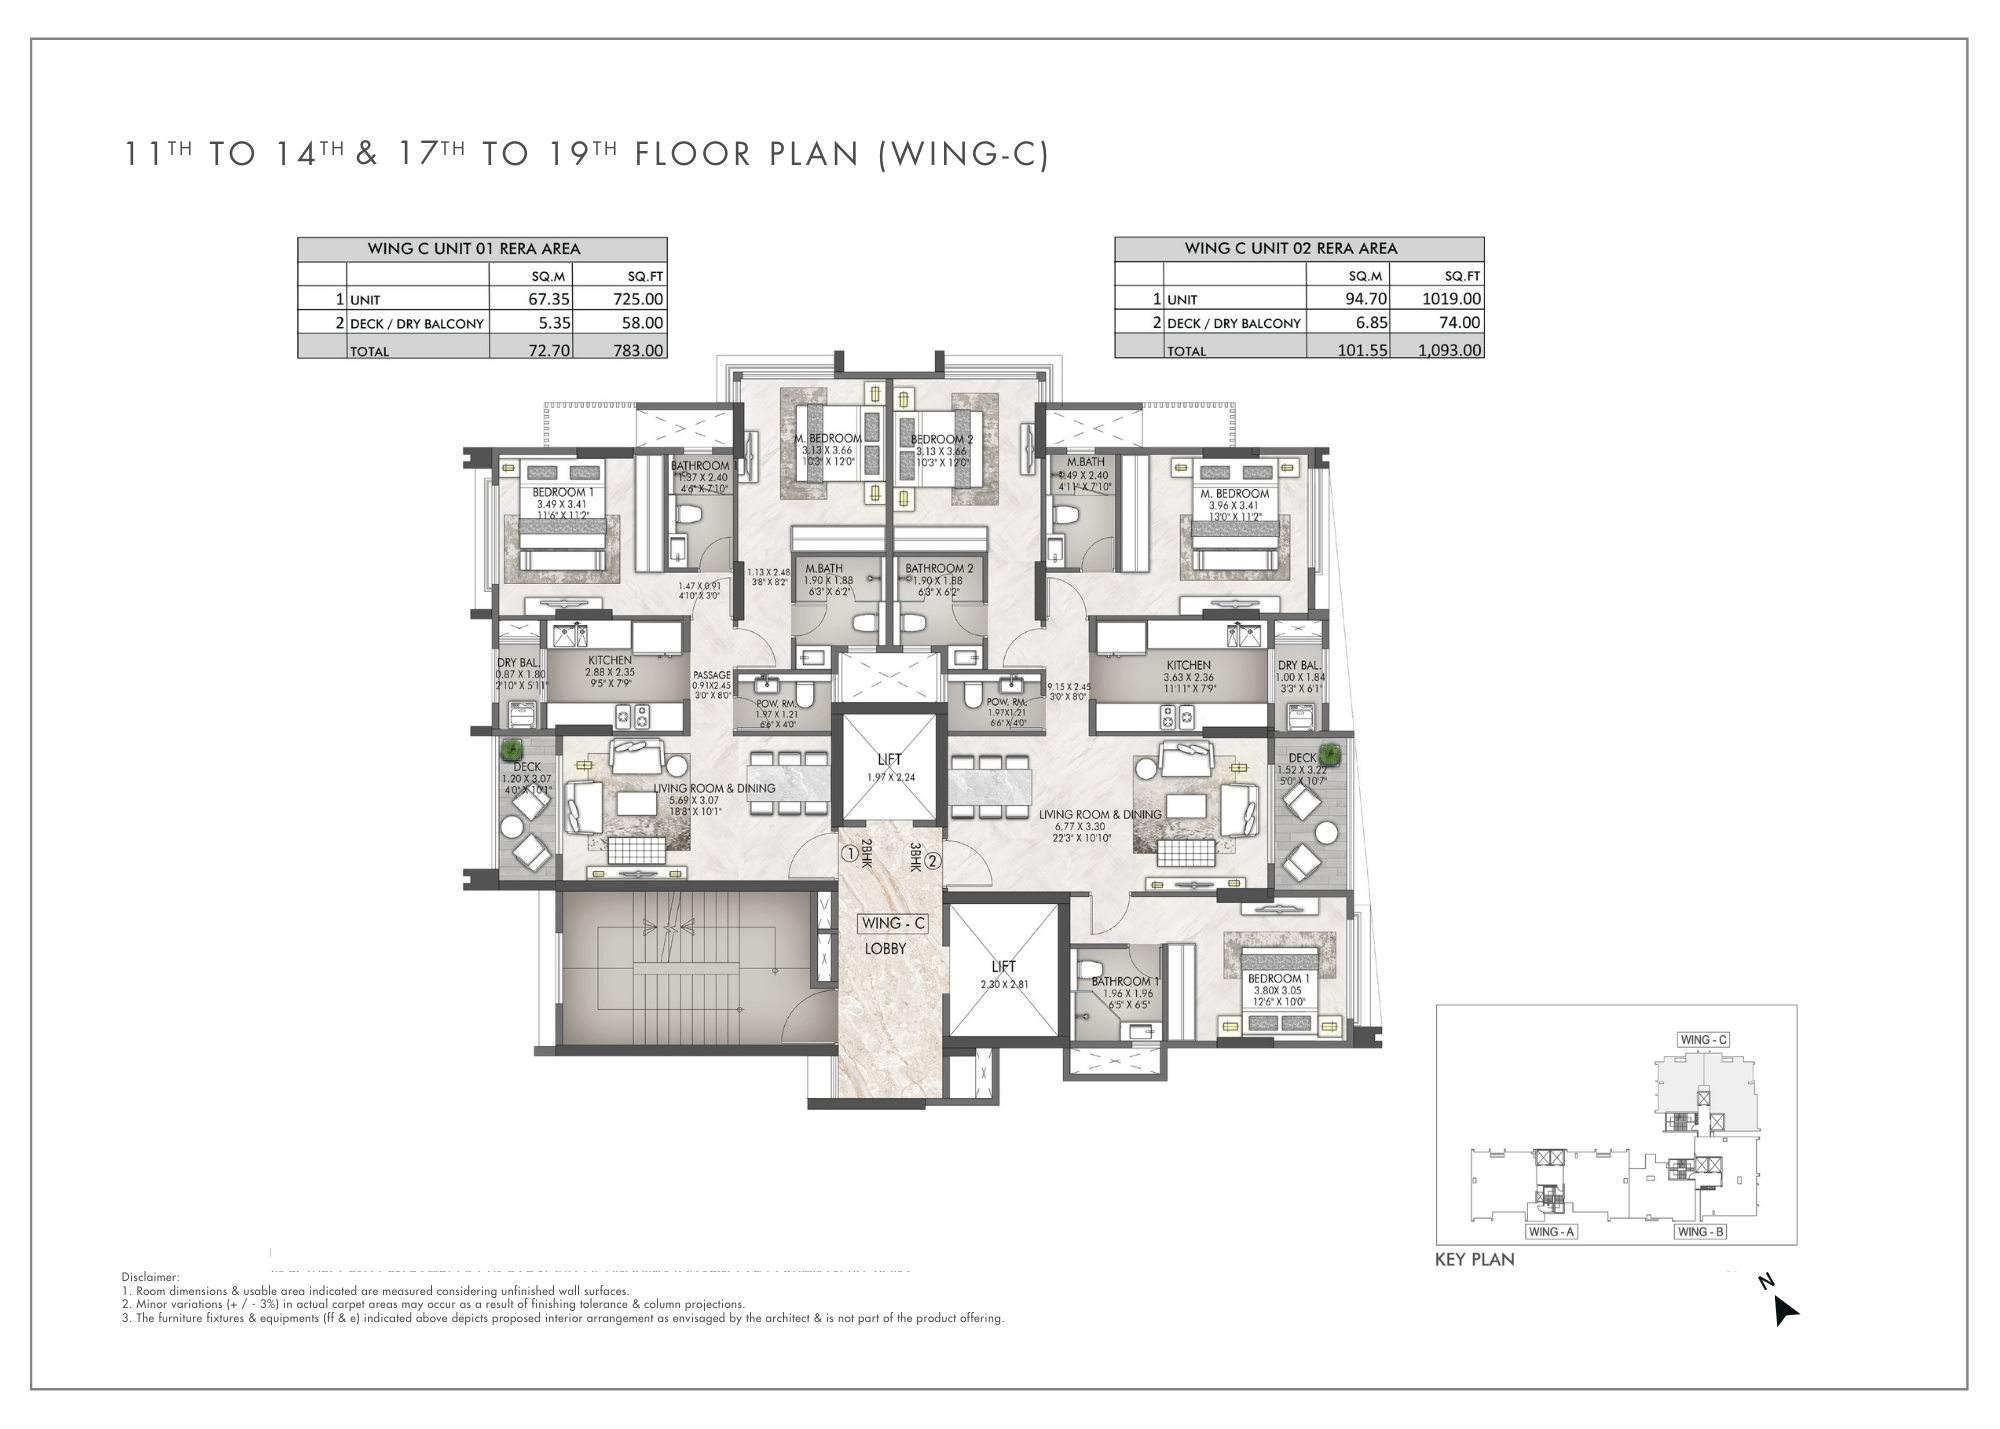 11TH TO 14TH & 17TH TO 19TH FLOOR PLAN (WING-C)
WING C UNIT 01 RERA AREA
SQ.M SQ.FT
1 UNIT 67.35 725.00
2 DECK / DRY BALCONY 5.35 58.00
TOTAL 72.70 783.00
WING C UNIT 02 RERA AREA
SQ.M SQ.FT
1 UNIT 94.70 1019.00
2 DECK / DRY BALCONY 6.85 74.00
TOTAL 101.55 1,093.00
M. BEDROOM
3.13 X 3.66
10'3" X 12'0"
BEDROOM 2
3.13 X 3.66
10'3" X 12'0"
BATHROOM 1
1.37 X 2.40
4'6" X 7'10"
M.BATH
1.49 X 2.40
4'11" X 7'10"
BEDROOM 1
3.49 X 3.41
11'6" X 11'2"
M. BEDROOM
3.96 X 3.41
13'0" X 11'2"
1.47 X 0.91
4'10" X 3'0"
1.13 X 2.48
3'8" X 8'2"
M.BATH
1.90 X 1.88
6'3" X 6'2"
BATHROOM 2
1.90 X 1.88
6'3" X 6'2"
DRY BAL.
0.87 X 1.80
2'10" X 5'11"
KITCHEN
2.88 X 2.35
9'5" X 7'9"
PASSAGE
0.91X2.45
3'0" X 8'0"
POW. RM.
1.97 X 1.21
6'6" X 4'0"
POW. RM.
1.97X1.21
6'6" X 4'0"
9.15 X 2.45
3'0" X 8'0"
KITCHEN
3.63 X 2.36
11'11" X 7'9"
DRY BAL.
1.00 X 1.84
3'3" X 6'1"
DECK
1.20 X 3.07
4'0" X 10'1"
LIVING ROOM & DINING
5.69 X 3.07
18'8" X 10'1"
LIFT
1.97 X 2.24
LIVING ROOM & DINING
6.77 X 3.30
22'3" X 10'10"
DECK
1.52 X 3.22
5'0" X 10'7"
1 2BHK
3BHK 2
WING - C
LOBBY
LIFT
2.30 X 2.81
BATHROOM 1
1.96 X 1.96
6'5" X 6'5"
BEDROOM 1
3.80X 3.05
12'6" X 10'0"
WING - C
WING - A
WING - B
KEY PLAN
N
Disclaimer:
1. Room dimensions & usable area indicated are measured considering unfinished wall surfaces.
2. Minor variations (+ / - 3%) in actual carpet areas may occur as a result of finishing tolerance & column projections.
3. The furniture fixtures & equipments (ff & e) indicated above depicts proposed interior arrangement as envisaged by the architect & is not part of the product offering.